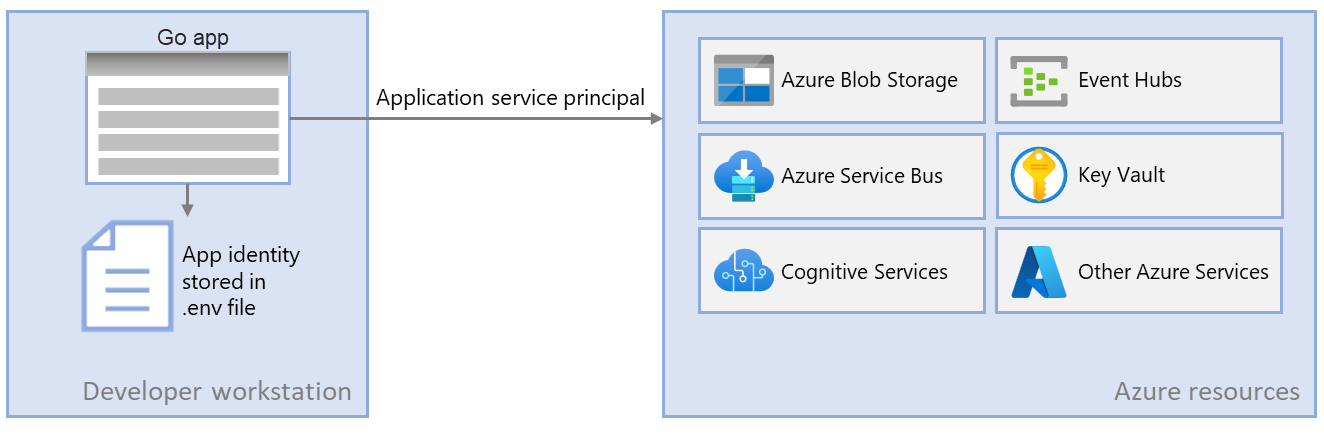 Go app
App identity
stored in
.env file
Developer workstation
Application service principal
Azure Blob Storage
Event Hubs
Azure Service Bus
Key Vault
Cognitive Services
Other Azure Services
Azure resources